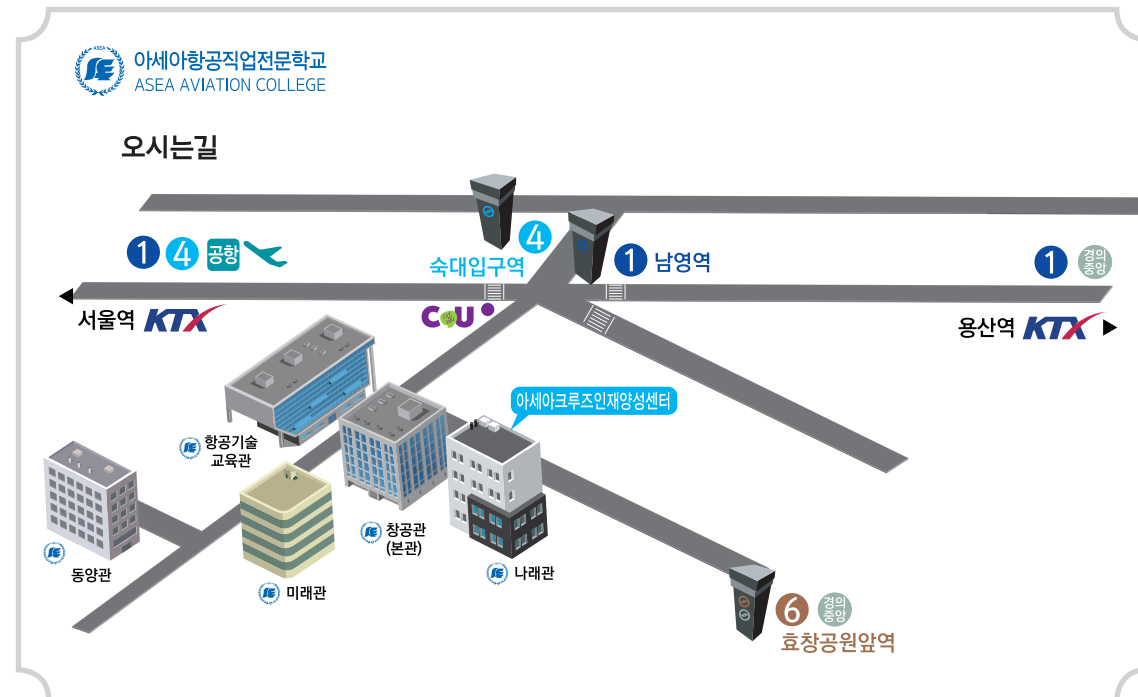 ASEA
아세아항공직업전문학교
ASEA AVIATION COLLEGE
오시는길
1 4 공항
4
숙대입구역
1 남영역
1 경의
중앙
서울역 KTX
CU
용산역 KTX
아세아크루즈인재양성센터
항공기술
교육관
창공관
(본관)
동양관
미래관
나래관
6 경의
중앙
효창공원앞역